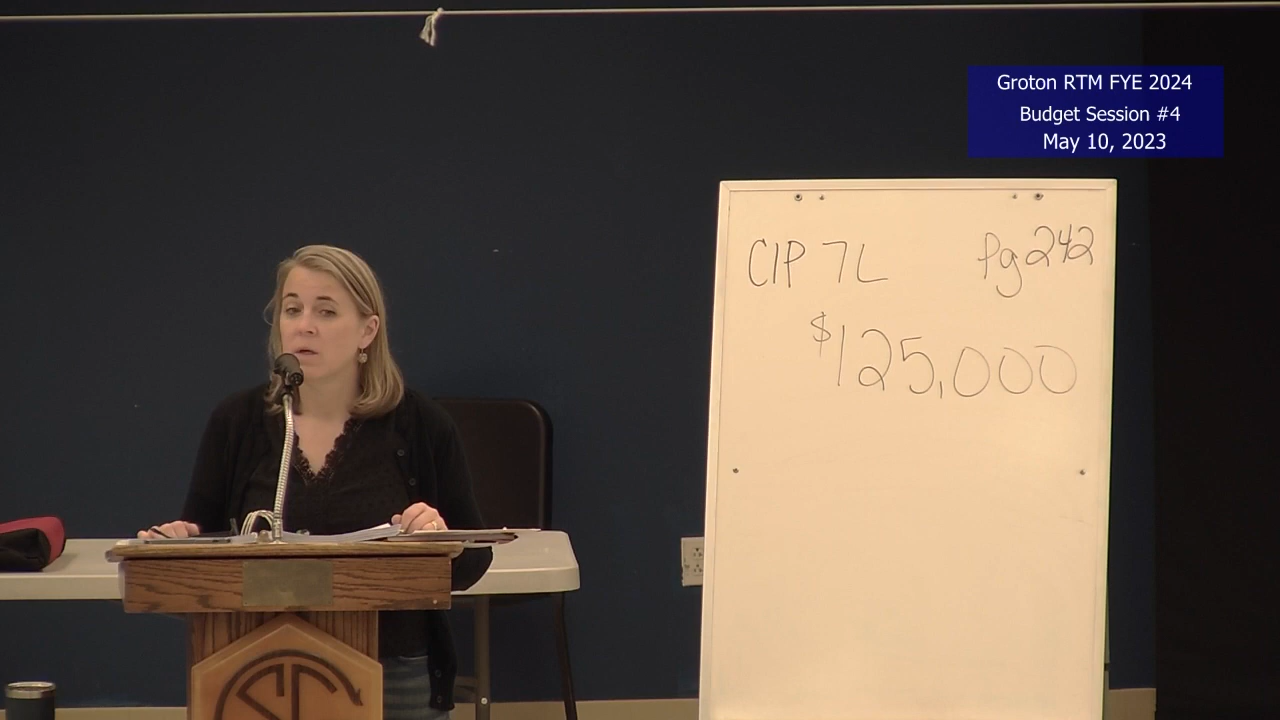 Groton RTM FYE 2024
Budget Session #4
May 10, 2023
CIP 7L Pg 242
$125,000